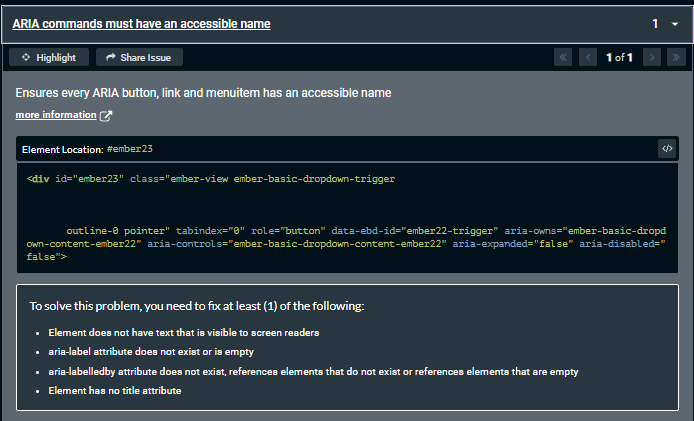 ARIA commands must have an accessible name 1
Highlight Share Issue 1 of 1
Ensures every ARIA button, link and menuitem has an accessible name
more information
Element Location: #ember23 </>
<div id="ember23" class="ember-view ember-basic-dropdown-trigger
outline-0 pointer" tabindex="0" role="button" data-ebd-id="ember22-trigger" aria-owns="ember-basic-dropd
own-content-ember22" aria-controls="ember-basic-dropdown-content-ember22" aria-expanded="false" aria-disabled="
false">
To solve this problem, you need to fix at least (1) of the following:
• Element does not have text that is visible to screen readers
• aria-label attribute does not exist or is empty
• aria-labelledby attribute does not exist, references elements that do not exist or references elements that are empty
• Element has no title attribute